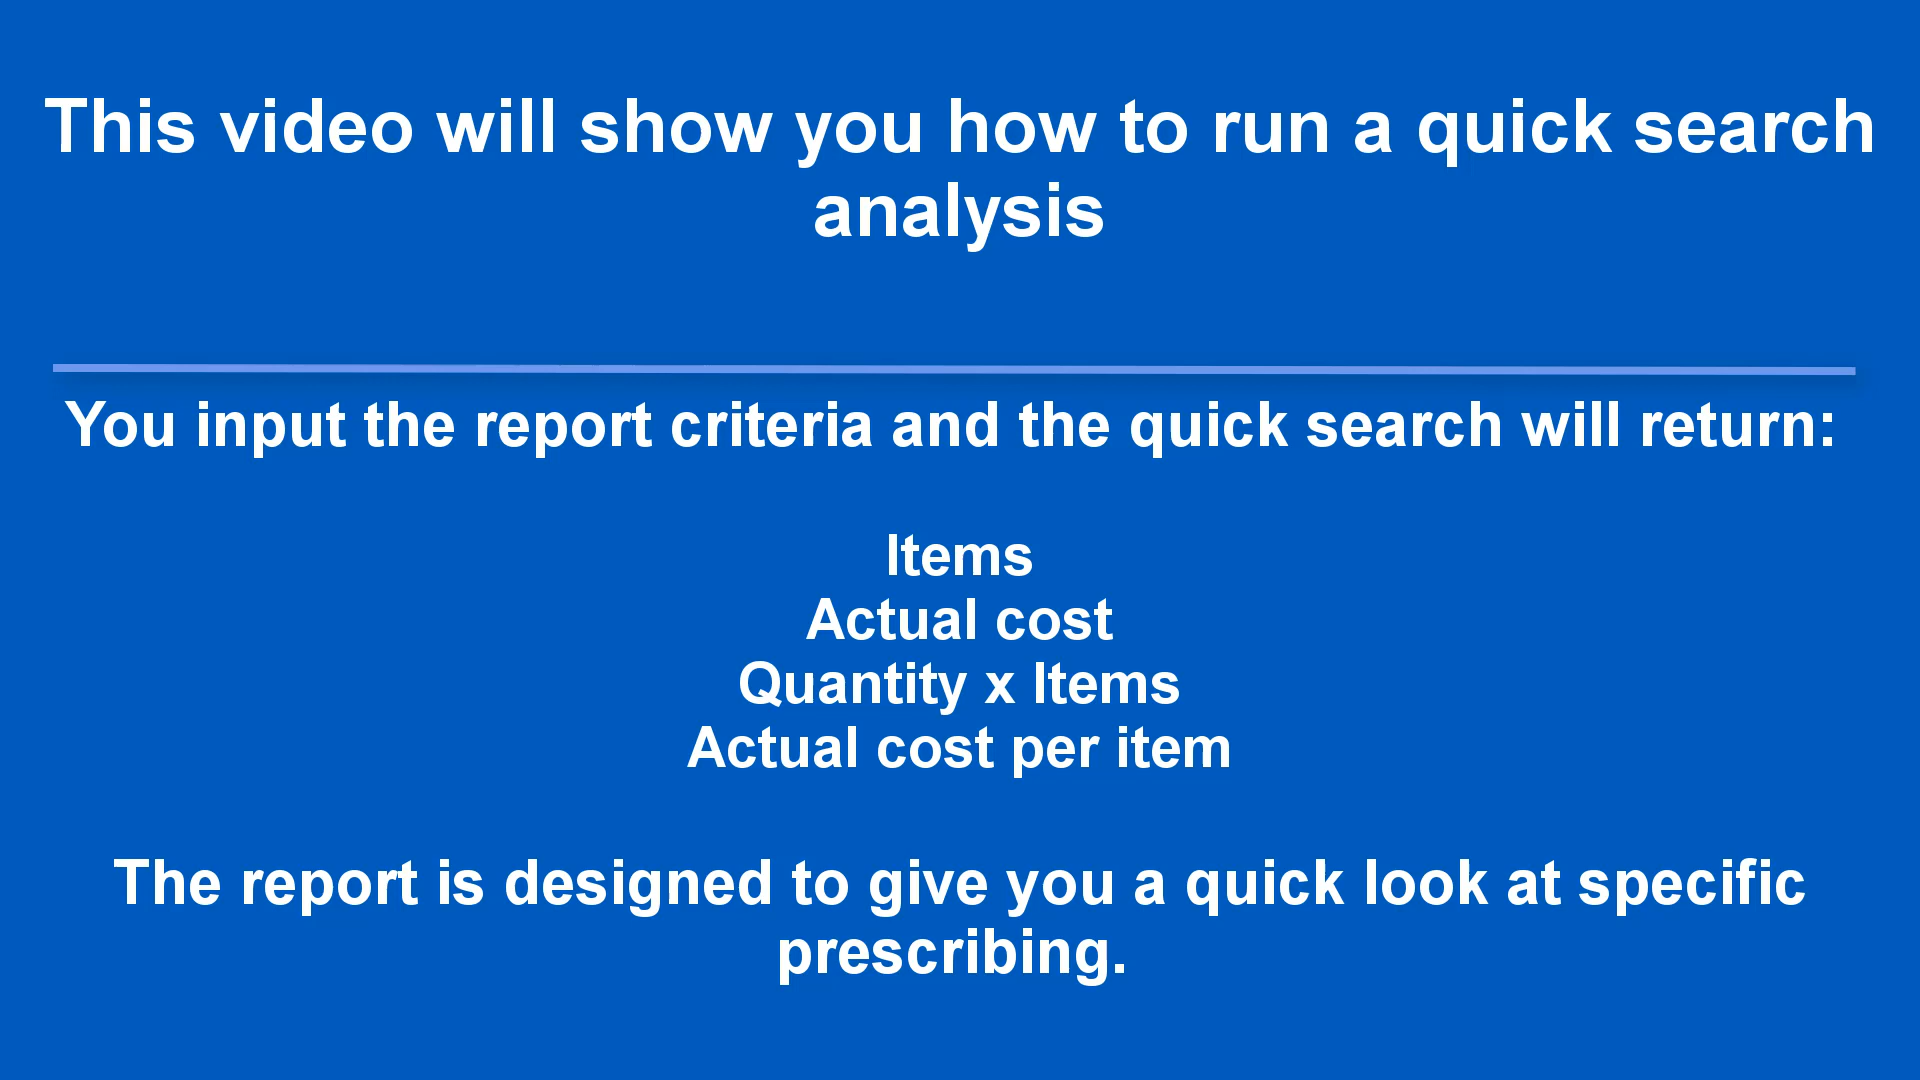 This video will show you how to run a quick search
analysis
You input the report criteria and the quick search will return:
Items
Actual cost
Quantity x Items
Actual cost per item
The report is designed to give you a quick look at specific
prescribing.